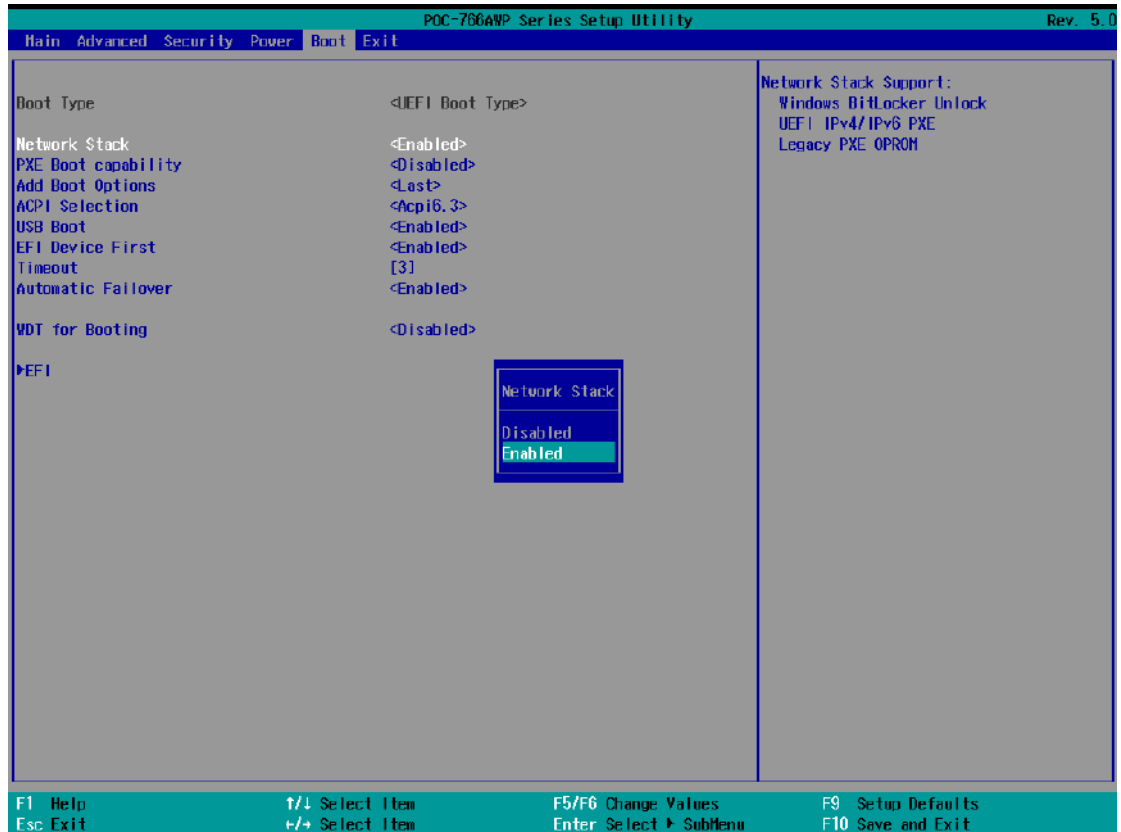 POC-766AWP Series Setup Utility Rev. 5.0
Main Advanced Security Power Boot Exit
Boot Type <UEFI Boot Type>
Network Stack <Enabled>
PXE Boot capability <Disabled>
Add Boot Options <Last>
ACPI Selection <Acpi6.3>
USB Boot <Enabled>
EFI Device First <Enabled>
Timeout [3]
Automatic Failover <Enabled>
WDT for Booting <Disabled>
▶EFI
Network Stack
Disabled
Enabled
Network Stack Support:
Windows BitLocker Unlock
UEFI IPv4/IPv6 PXE
Legacy PXE OPROM
F1 Help ↑/↓ Select Item F5/F6 Change Values F9 Setup Defaults
Esc Exit ←/→ Select Item Enter Select ▶ SubMenu F10 Save and Exit